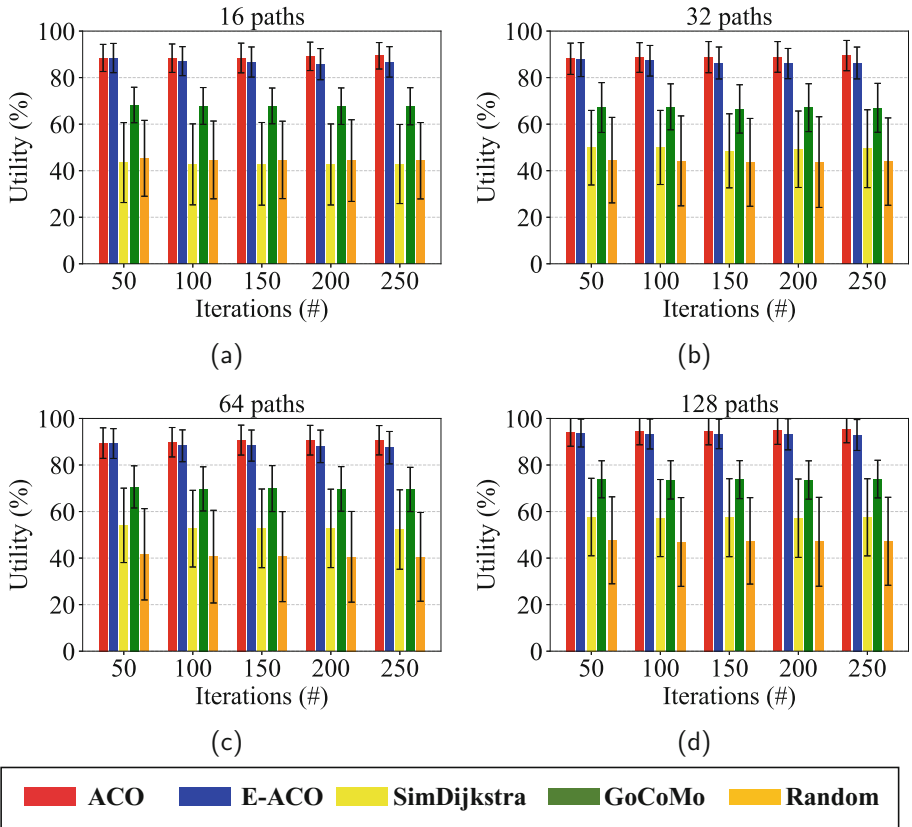 16 paths
Utility (%)
100
80
60
40
20
0
50 100 150 200 250
Iterations (#)
(a)
32 paths
Utility (%)
100
80
60
40
20
0
50 100 150 200 250
Iterations (#)
(b)
64 paths
Utility (%)
100
80
60
40
20
0
50 100 150 200 250
Iterations (#)
(c)
128 paths
Utility (%)
100
80
60
40
20
0
50 100 150 200 250
Iterations (#)
(d)
ACO E-ACO SimDijkstra GoCoMo Random